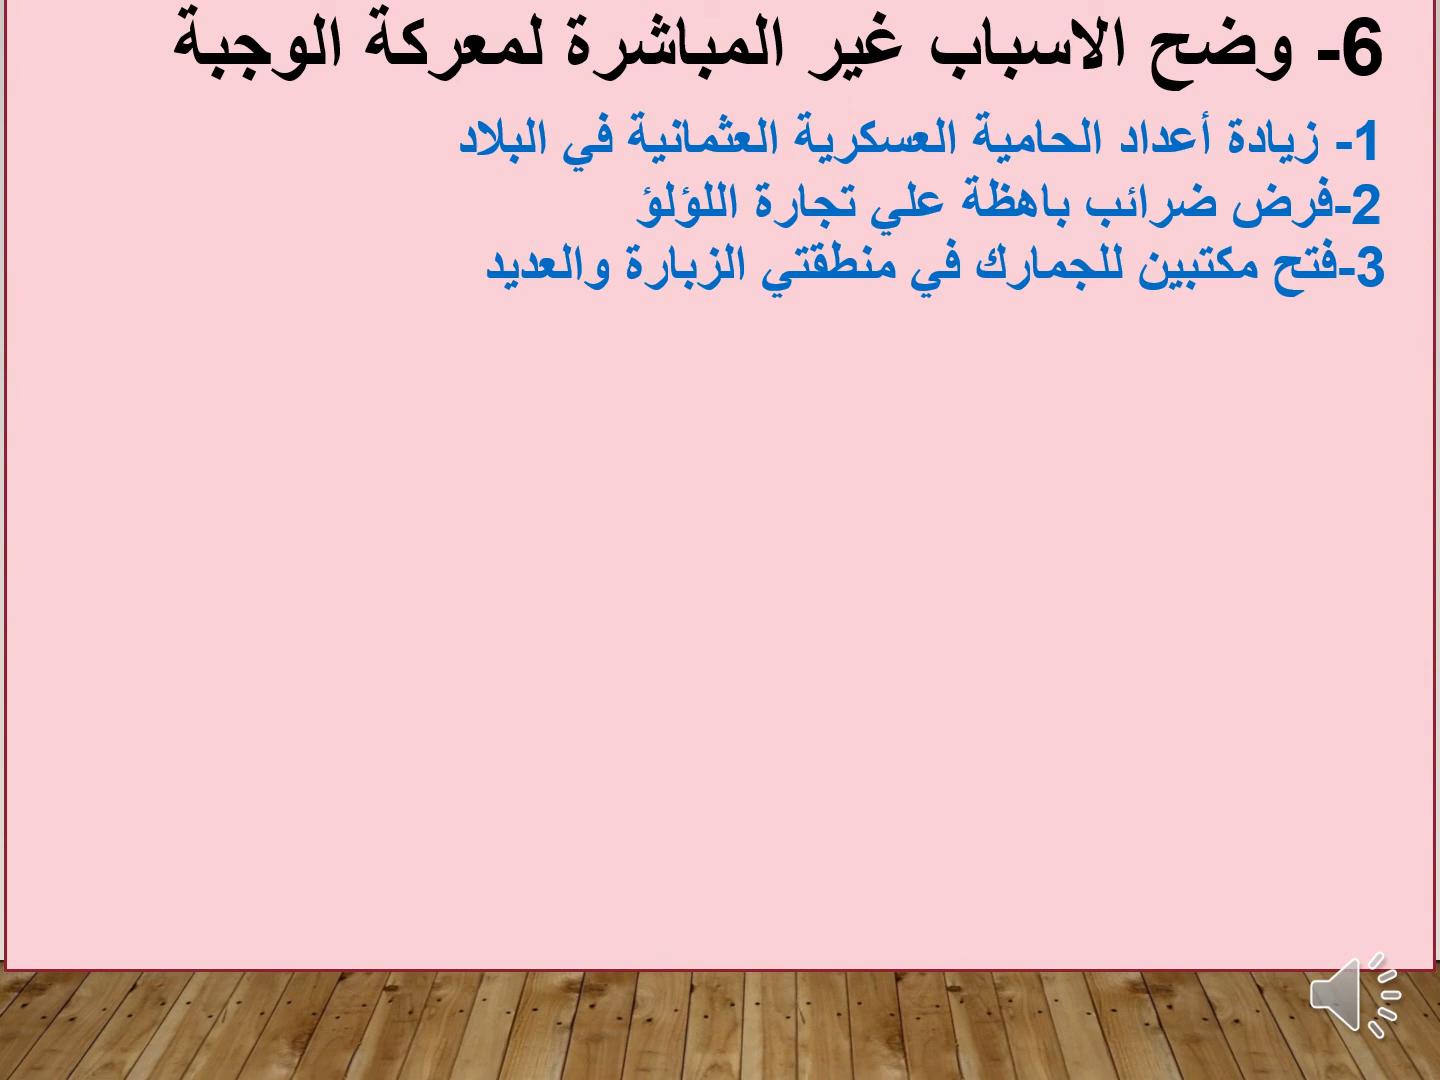 6- وضح الاسباب غير المباشرة لمعركة الوجبة
1- زيادة أعداد الحامية العسكرية العثمانية في البلاد
2-فرض ضرائب باهظة علي تجارة اللؤلؤ
3-فتح مكتبين للجمارك في منطقتي الزبارة والعديد